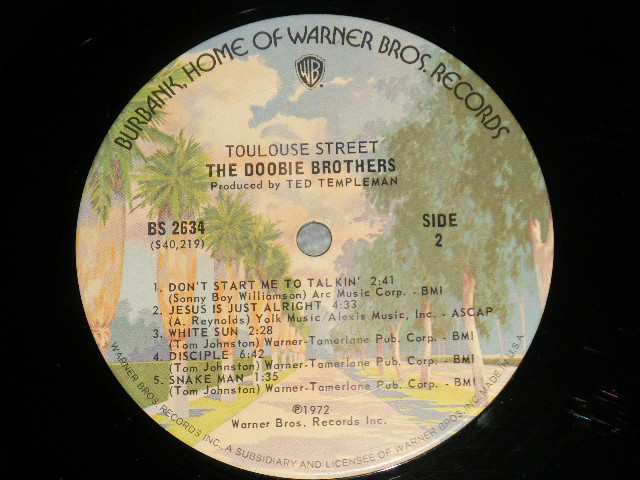 BURBANK, HOME OF WARNER BROS. RECORDS
WB
TOULOUSE STREET
THE DOOBIE BROTHERS
Produced by TED TEMPLEMAN
BS 2634
(S40,219)
SIDE
2
1. DON'T START ME TO TALKIN' 2:41
(Sonny Boy Williamson) Arc Music Corp. - BMI
2. JESUS IS JUST ALRIGHT 4:33
(A. Reynolds) Yolk Music/Alexis Music, Inc. - ASCAP
3. WHITE SUN 2:28
(Tom Johnston) Warner-Tamerlane Pub. Corp. - BMI
4. DISCIPLE 6:42
(Tom Johnston) Warner-Tamerlane Pub. Corp. - BMI
5. SNAKE MAN 1:35
(Tom Johnston) Warner-Tamerlane Pub. Corp. - BMI
℗1972
Warner Bros. Records Inc.
WARNER BROS. RECORDS INC., A SUBSIDIARY AND LICENSEE OF WARNER BROS. INC. MADE IN U.S.A.